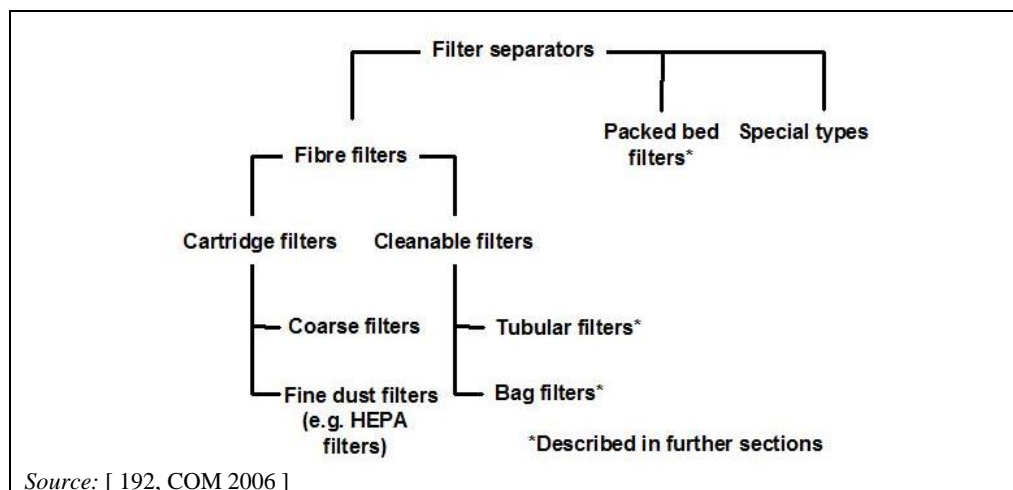 Filter separators
Packed bed
filters*
Special types
Fibre filters
Cartridge filters
Cleanable filters
Coarse filters
Tubular filters*
Fine dust filters
(e.g. HEPA
filters)
Bag filters*
*Described in further sections
Source: [ 192, COM 2006 ]